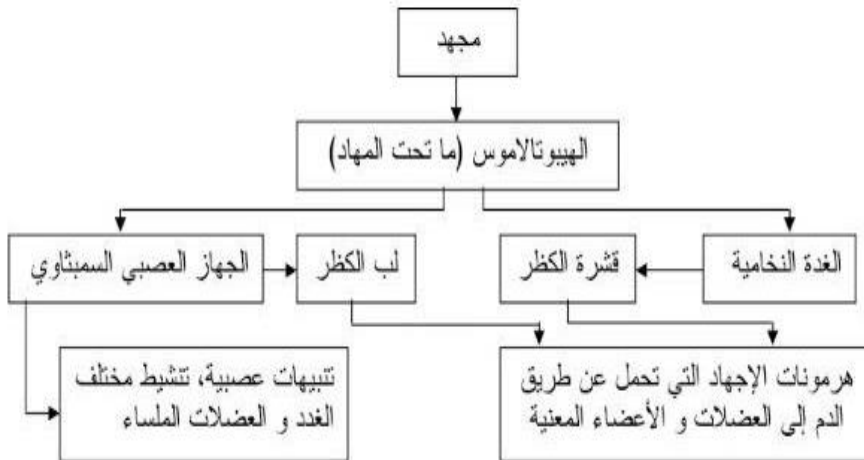 مجهد
الهيبوتالاموس (ما تحت المهاد)
الغدة النخامية
قشرة الكظر
لب الكظر
الجهاز العصبي السمبثاوي
هرمونات الإجهاد التي تحمل عن طريق
الدم إلى العضلات و الأعضاء المعنية
تنبيهات عصبية، تنشيط مختلف
الغدد و العضلات الملساء